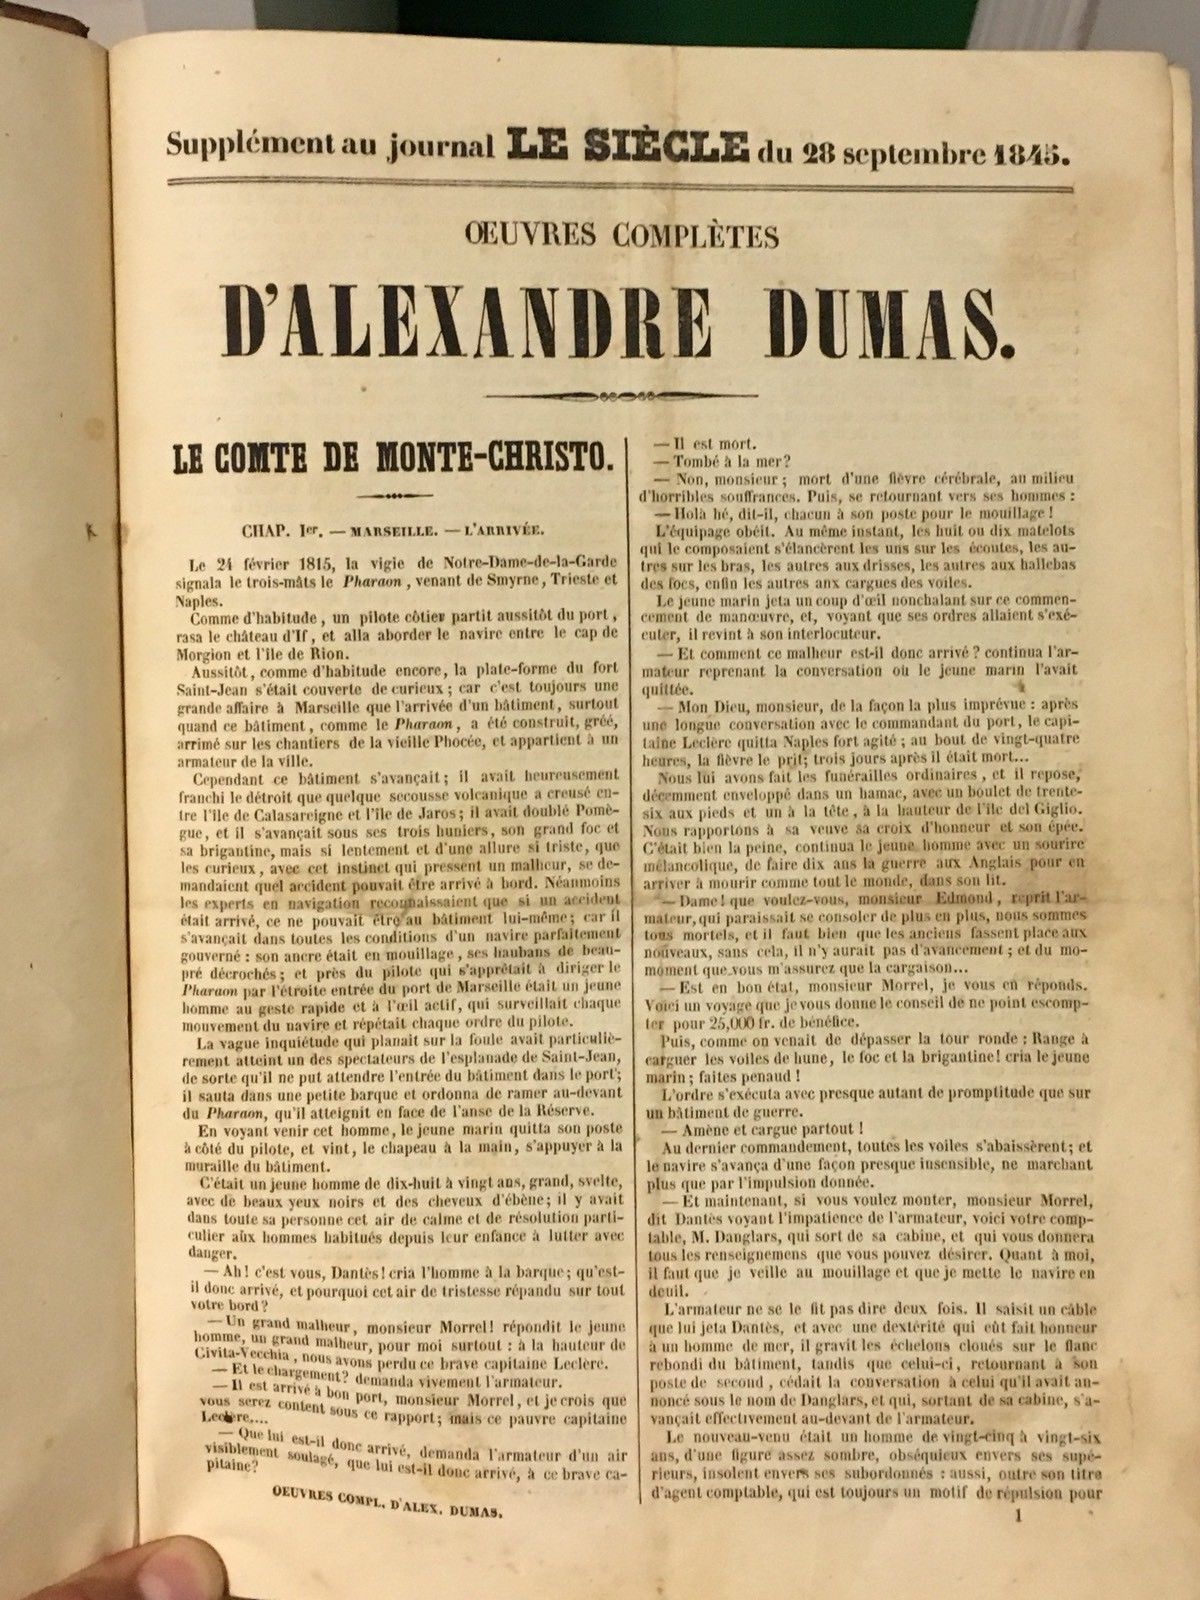 Supplément au journal LE SIÈCLE du 28 septembre 1845.
OEUVRES COMPLÈTES
D'ALEXANDRE DUMAS.
LE COMTE DE MONTE-CHRISTO.
CHAP. Ier. — MARSEILLE. — L'ARRIVÉE.
Le 24 février 1815, la vigie de Notre-Dame-de-la-Garde
signala le trois-mâts le Pharaon, venant de Smyrne, Trieste et
Naples.
Comme d'habitude, un pilote côtier partit aussitôt du port,
rasa le château d'If, et alla aborder le navire entre le cap de
Morgion et l'île de Rion.
Aussitôt, comme d'habitude encore, la plate-forme du fort
Saint-Jean s'était couverte de curieux; car c'est toujours une
grande affaire à Marseille que l'arrivée d'un bâtiment, surtout
quand ce bâtiment, comme le Pharaon, a été construit, gréé,
arrimé sur les chantiers de la vieille Phocée, et appartient à un
armateur de la ville.
Cependant ce bâtiment s'avançait; il avait heureusement
franchi le détroit que quelque secousse volcanique a creusé en-
tre l'île de Calasareigne et l'île de Jaros; il avait doublé Pomè-
gue, et il s'avançait sous ses trois huniers, son grand foc et
sa brigantine, mais si lentement et d'une allure si triste, que
les curieux, avec cet instinct qui pressent un malheur, se de-
mandaient quel accident pouvait être arrivé à bord. Néanmoins
les experts en navigation reconnaissaient que si un accident
était arrivé, ce ne pouvait être au bâtiment lui-même; car il
s'avançait dans toutes les conditions d'un navire parfaitement
gouverné: son ancre était en mouillage, ses haubans de beau-
pré décrochés; et près du pilote qui s'apprêtait à diriger le
Pharaon par l'étroite entrée du port de Marseille était un jeune
homme au geste rapide et à l'œil actif, qui surveillait chaque
mouvement du navire et répétait chaque ordre du pilote.
La vague inquiétude qui planait sur la foule avait particuliè-
rement atteint un des spectateurs de l'esplanade de Saint-Jean,
de sorte qu'il ne put attendre l'entrée du bâtiment dans le port;
il sauta dans une petite barque et ordonna de ramer au-devant
du Pharaon, qu'il atteignit en face de l'anse de la Réserve.
En voyant venir cet homme, le jeune marin quitta son poste
à côté du pilote, et vint, le chapeau à la main, s'appuyer à la
muraille du bâtiment.
C'était un jeune homme de dix-huit à vingt ans, grand, svelte,
avec de beaux yeux noirs et des cheveux d'ébène; il y avait
dans toute sa personne cet air de calme et de résolution parti-
culier aux hommes habitués depuis leur enfance à lutter avec
danger.
— Ah! c'est vous, Dantès! cria l'homme à la barque; qu'est-
il donc arrivé, et pourquoi cet air de tristesse répandu sur tout
votre bord?
— Un grand malheur, monsieur Morrel! répondit le jeune
homme, un grand malheur, pour moi surtout: à la hauteur de
Civita-Vecchia, nous avons perdu ce brave capitaine Leclère.
— Et le chargement? demanda vivement l'armateur.
— Il est arrivé à bon port, monsieur Morrel, et je crois que
vous serez content sous ce rapport; mais ce pauvre capitaine
Leclère....
— Que lui est-il donc arrivé, demanda l'armateur d'un air
visiblement soulagé, que lui est-il donc arrivé, à ce brave ca-
pitaine?
OEUVRES COMPL. D'ALEX. DUMAS.
— Il est mort.
— Tombé à la mer?
— Non, monsieur; mort d'une fièvre cérébrale, au milieu
d'horribles souffrances. Puis, se retournant vers ses hommes:
— Holà hé, dit-il, chacun à son poste pour le mouillage!
L'équipage obéit. Au même instant, les huit ou dix matelots
qui le composaient s'élancèrent les uns sur les écoutes, les au-
tres sur les bras, les autres aux drisses, les autres aux hallebas
des focs, enfin les autres aux cargues des voiles.
Le jeune marin jeta un coup d'œil nonchalant sur ce commen-
cement de manœuvre, et, voyant que ses ordres allaient s'exé-
cuter, il revint à son interlocuteur.
— Et comment ce malheur est-il donc arrivé? continua l'ar-
mateur reprenant la conversation où le jeune marin l'avait
quittée.
— Mon Dieu, monsieur, de la façon la plus imprévue: après
une longue conversation avec le commandant du port, le capi-
taine Leclère quitta Naples fort agité; au bout de vingt-quatre
heures, la fièvre le prit; trois jours après il était mort...
Nous lui avons fait les funérailles ordinaires, et il repose,
décemment enveloppé dans un hamac, avec un boulet de trente-
six aux pieds et un à la tête, à la hauteur de l'île del Giglio.
Nous rapportons à sa veuve sa croix d'honneur et son épée.
C'était bien la peine, continua le jeune homme avec un sourire
mélancolique, de faire dix ans la guerre aux Anglais pour en
arriver à mourir comme tout le monde, dans son lit.
— Dame! que voulez-vous, monsieur Edmond, reprit l'ar-
mateur, qui paraissait se consoler de plus en plus, nous sommes
tous mortels, et il faut bien que les anciens fassent place aux
nouveaux, sans cela, il n'y aurait pas d'avancement; et du mo-
moment que vous m'assurez que la cargaison...
— Est en bon état, monsieur Morrel, je vous en réponds.
Voici un voyage que je vous donne le conseil de ne point escomp-
ter pour 25,000 fr. de bénéfice.
Puis, comme on venait de dépasser la tour ronde: Range à
carguer les voiles de hune, le foc et la brigantine! cria le jeune
marin; faites penaud!
L'ordre s'exécuta avec presque autant de promptitude que sur
un bâtiment de guerre.
— Amène et cargue partout!
Au dernier commandement, toutes les voiles s'abaissèrent; et
le navire s'avança d'une façon presque insensible, ne marchant
plus que par l'impulsion donnée.
— Et maintenant, si vous voulez monter, monsieur Morrel,
dit Dantès voyant l'impatience de l'armateur, voici votre comp-
table, M. Danglars, qui sort de sa cabine, et qui vous donnera
tous les renseignemens que vous pouvez désirer. Quant à moi,
il faut que je veille au mouillage et que je mette le navire en
deuil.
L'armateur ne se le fit pas dire deux fois. Il saisit un câble
que lui jeta Dantès, et avec une dextérité qui eût fait honneur
à un homme de mer, il gravit les échelons cloués sur le flanc
rebondi du bâtiment, tandis que celui-ci, retournant à son
poste de second, cédait la conversation à celui qu'il avait an-
noncé sous le nom de Danglars, et qui, sortant de sa cabine, s'a-
vançait effectivement au-devant de l'armateur.
Le nouveau-venu était un homme de vingt-cinq à vingt-six
ans, d'une figure assez sombre, obséquieux envers ses supé-
rieurs, insolent envers ses subordonnés: aussi, outre son titre
d'agent comptable, qui est toujours un motif de répulsion pour
1